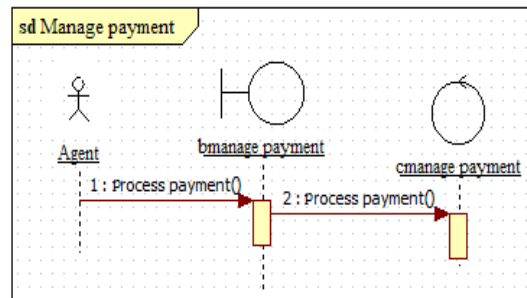 sd Manage payment
Agent
bmanage payment
cmanage payment
1 : Process payment()
2 : Process payment()